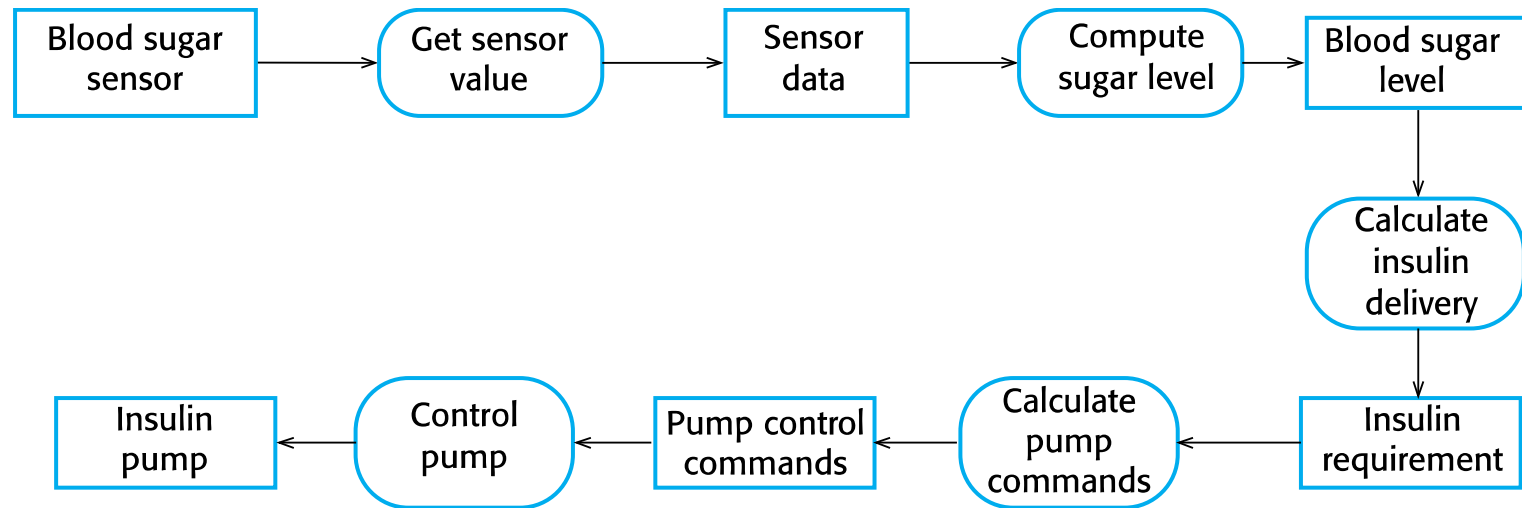 Blood sugar
sensor
Get sensor
value
Sensor
data
Compute
sugar level
Blood sugar
level
Calculate
insulin
delivery
Insulin
requirement
Calculate
pump
commands
Pump control
commands
Control
pump
Insulin
pump